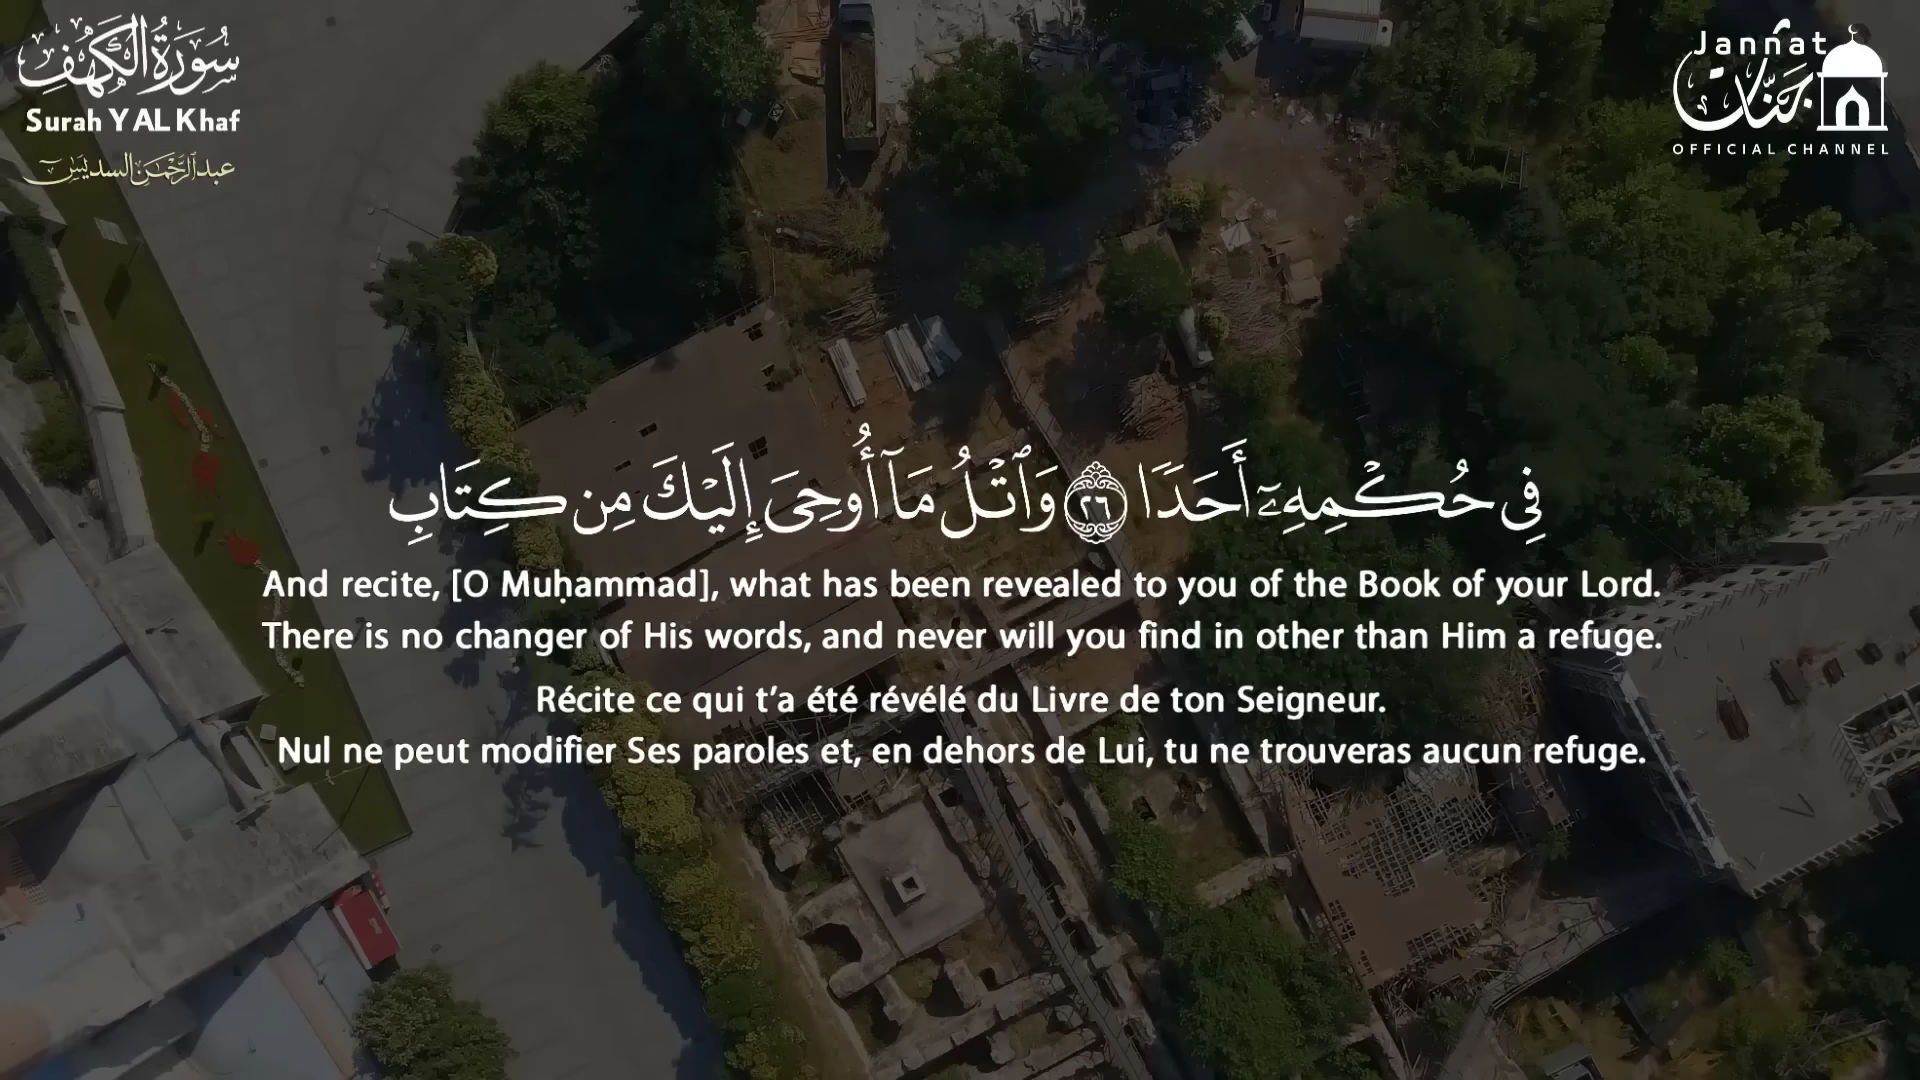 سُورَةُ الكَهْفِ
Surah Y AL Khaf
عبدالرحمن السديس
Jannat
جَنَّات
OFFICIAL CHANNEL
فِي حُكْمِهِۦٓ أَحَدًا ٢٦ وَٱتْلُ مَآ أُوحِىَ إِلَيْكَ مِن كِتَابِ
And recite, [O Muḥammad], what has been revealed to you of the Book of your Lord.
There is no changer of His words, and never will you find in other than Him a refuge.
Récite ce qui t’a été révélé du Livre de ton Seigneur.
Nul ne peut modifier Ses paroles et, en dehors de Lui, tu ne trouveras aucun refuge.